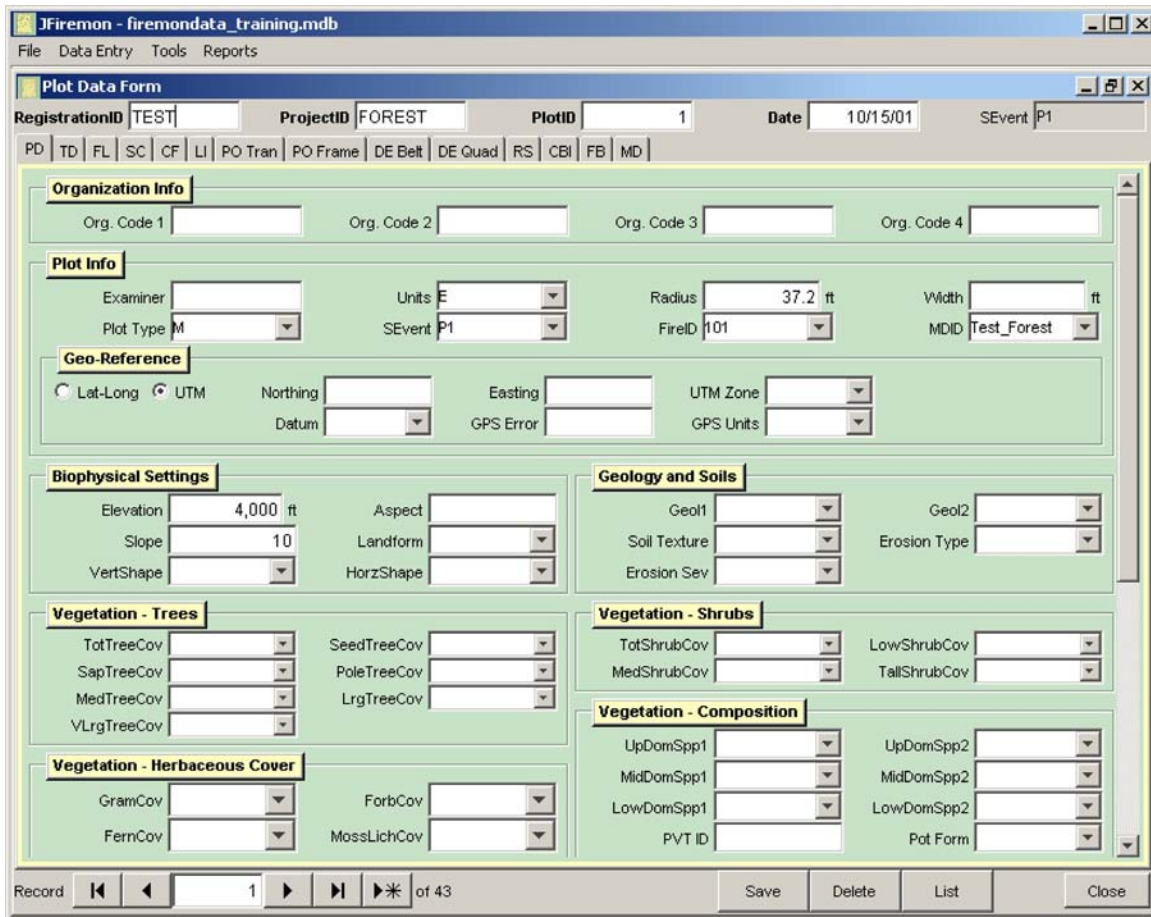 JFiremon - firemondata_training.mdb
File Data Entry Tools Reports
Plot Data Form
RegistrationID TEST ProjectID FOREST PlotID 1 Date 10/15/01 SEvent P1
PD TD FL SC CF LI PO Tran PO Frame DE Belt DE Quad RS CBI FB MD
Organization Info
Org. Code 1 Org. Code 2 Org. Code 3 Org. Code 4
Plot Info
Examiner Units E Radius 37.2 ft Width ft
Plot Type M SEvent P1 FireID 101 MDID Test_Forest
Geo-Reference
Lat-Long UTM Northing Easting UTM Zone
Datum GPS Error GPS Units
Biophysical Settings Geology and Soils
Elevation 4,000 ft Aspect Geol1 Geol2
Slope 10 Landform Soil Texture Erosion Type
VertShape HorzShape Erosion Sev
Vegetation - Trees Vegetation - Shrubs
TotTreeCov SeedTreeCov TotShrubCov LowShrubCov
SapTreeCov PoleTreeCov MedShrubCov TallShrubCov
MedTreeCov LrgTreeCov
VLrgTreeCov
Vegetation - Composition
UpDomSpp1 UpDomSpp2
Vegetation - Herbaceous Cover
MidDomSpp1 MidDomSpp2
GramCov ForbCov LowDomSpp1 LowDomSpp2
FernCov MossLichCov PVT ID Pot Form
Record 1 of 43 Save Delete List Close